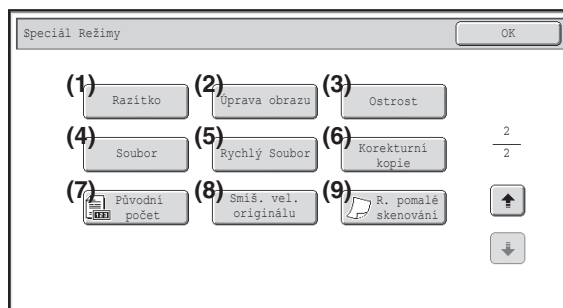 Speciál Režimy
OK
(1) Razítko
(2) Úprava obrazu
(3) Ostrost
(4) Soubor
(5) Rychlý Soubor
(6) Korekturní
kopie
2
2
(7) Původní
počet
123
(8) Smíš. vel.
originálu
(9) R. pomalé
skenování